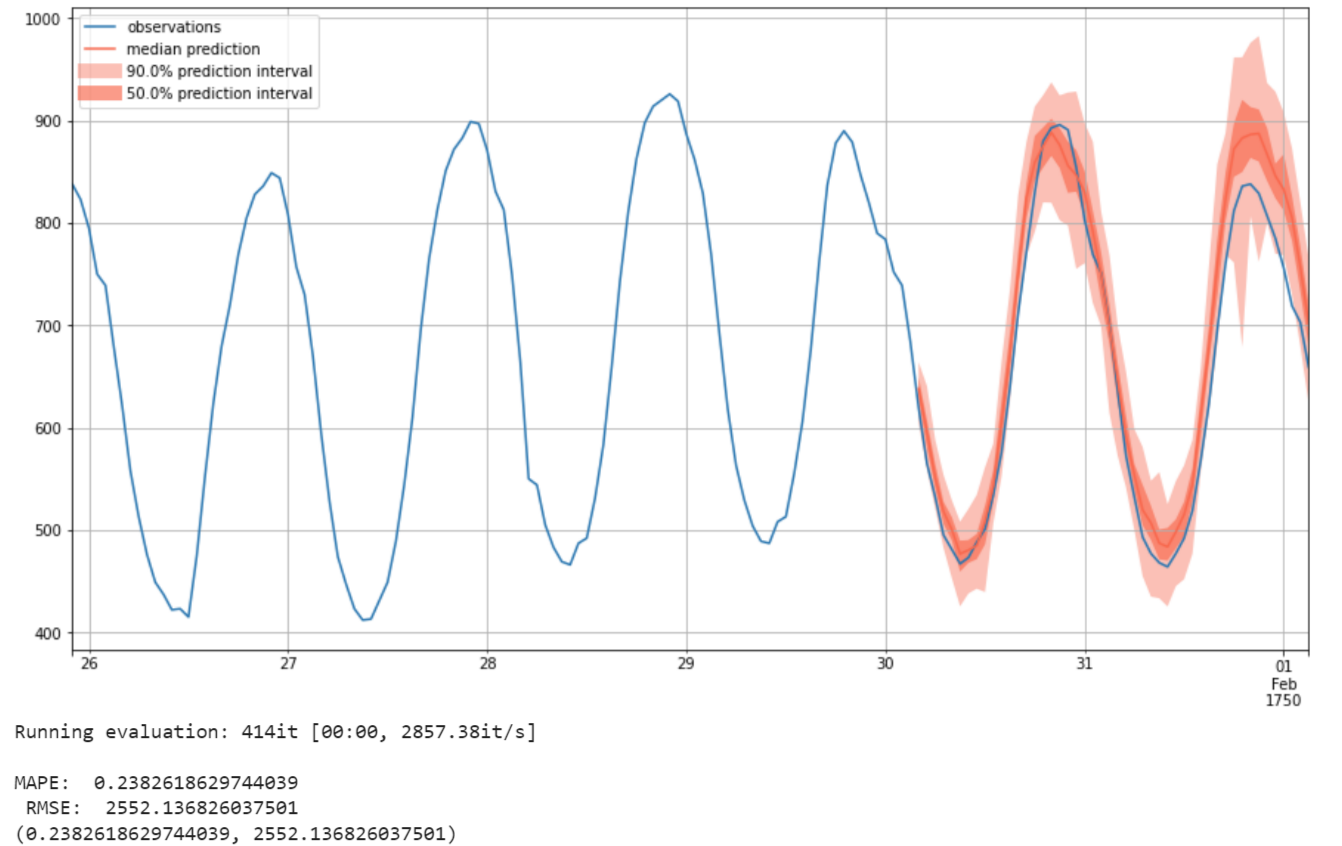 1000
900
800
700
600
500
400
observations
median prediction
90.0% prediction interval
50.0% prediction interval
26
27
28
29
30
31
01
Feb
1750
Running evaluation: 414it [00:00, 2857.38it/s]
MAPE:  0.2382618629744039
 RMSE:  2552.136826037501
(0.2382618629744039, 2552.136826037501)